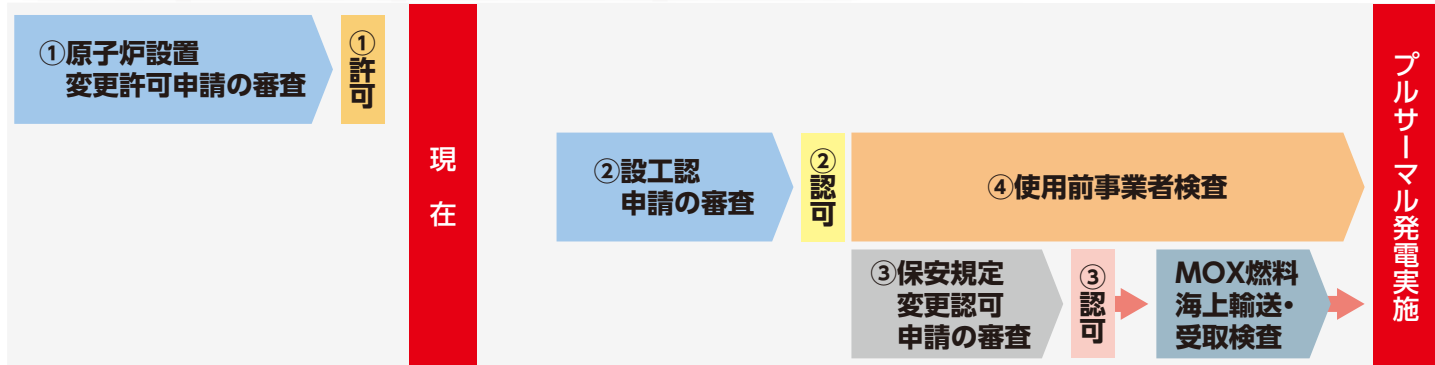 ①原子炉設置
変更許可申請の審査
①許可
現在
②設工認
申請の審査
②認可
④使用前事業者検査
③保安規定
変更認可
申請の審査
③認可
MOX燃料
海上輸送・
受取検査
プルサーマル発電実施